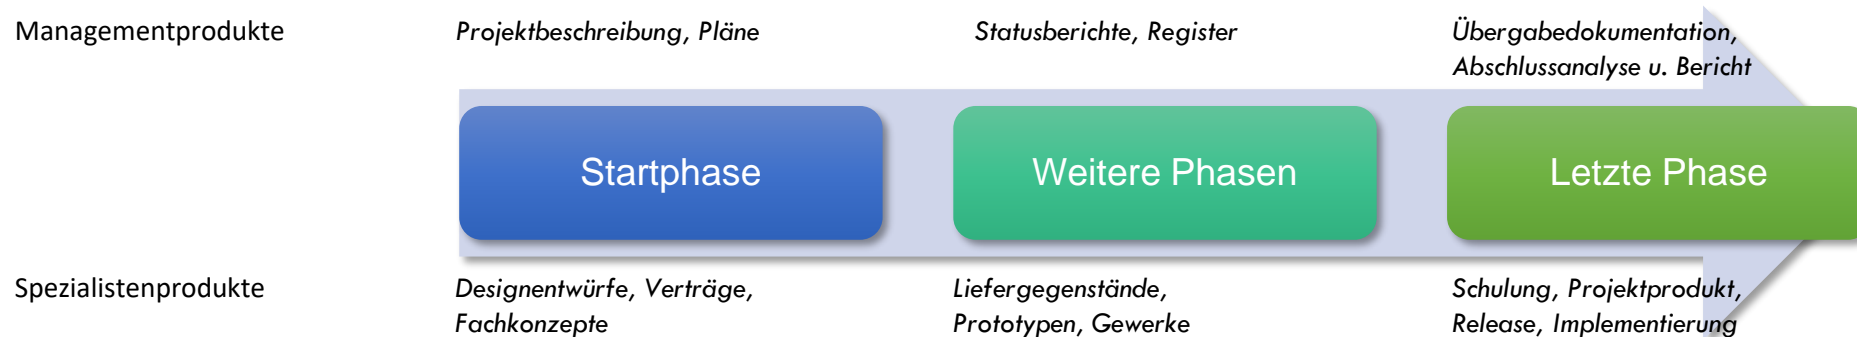 Managementprodukte
Projektbeschreibung, Pläne
Statusberichte, Register
Übergabedokumentation,
Abschlussanalyse u. Bericht
Startphase
Weitere Phasen
Letzte Phase
Spezialistenprodukte
Designentwürfe, Verträge,
Fachkonzepte
Liefergegenstände,
Prototypen, Gewerke
Schulung, Projektprodukt,
Release, Implementierung